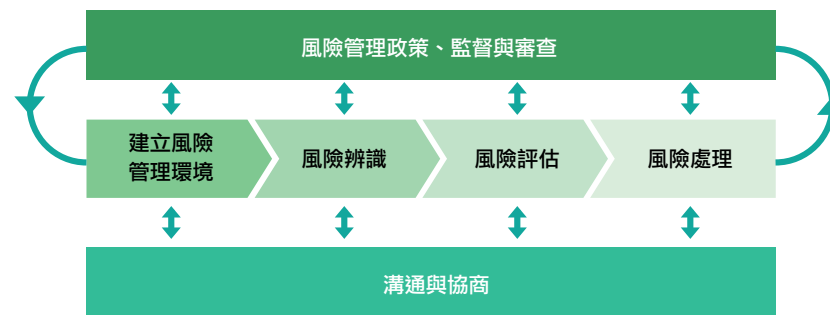 風險管理政策、監督與審查
建立風險
管理環境
風險辨識
風險評估
風險處理
溝通與協商